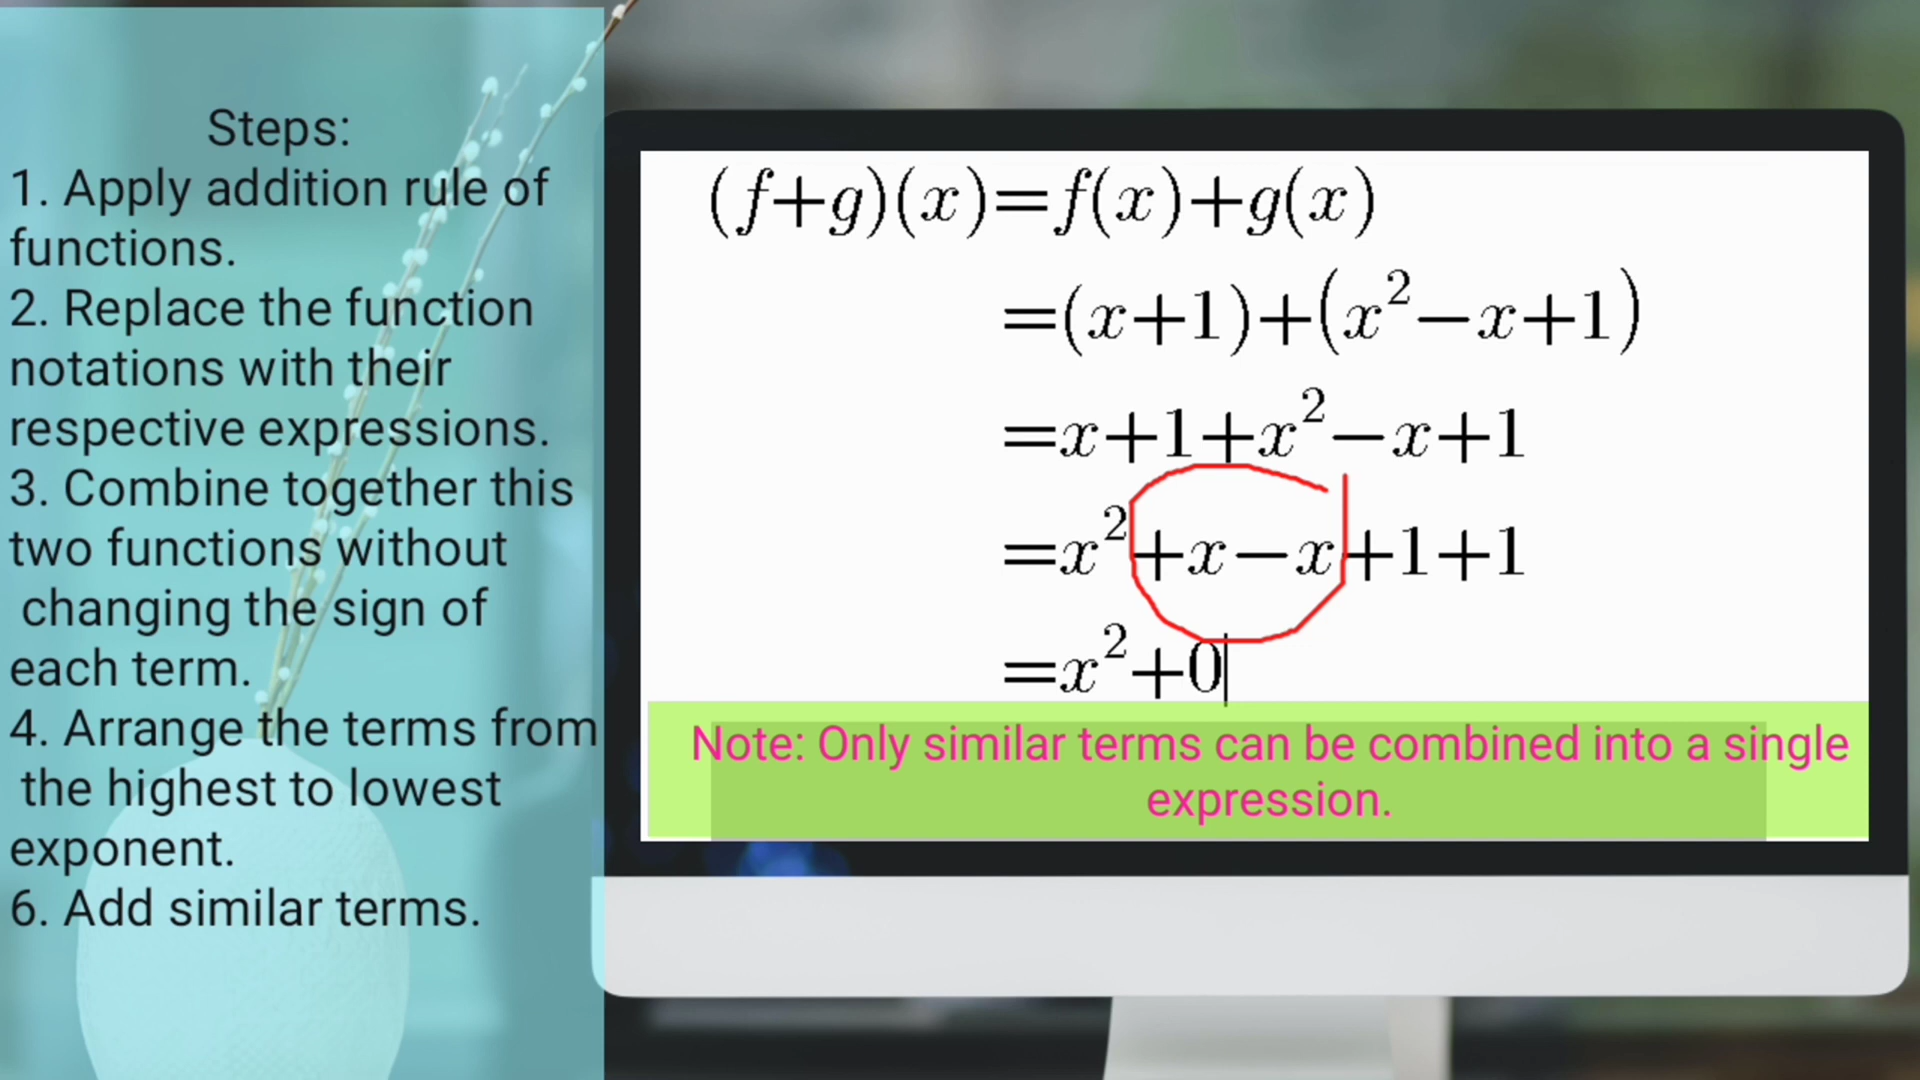 Steps:
1. Apply addition rule of
functions.
2. Replace the function
notations with their
respective expressions.
3. Combine together this
two functions without
changing the sign of
each term.
4. Arrange the terms from
the highest to lowest
exponent.
6. Add similar terms.
(f+g)(x)=f(x)+g(x)
=(x+1)+(x²−x+1)
=x+1+x²−x+1
=x²+x−x+1+1
=x²+0
Note: Only similar terms can be combined into a single
expression.